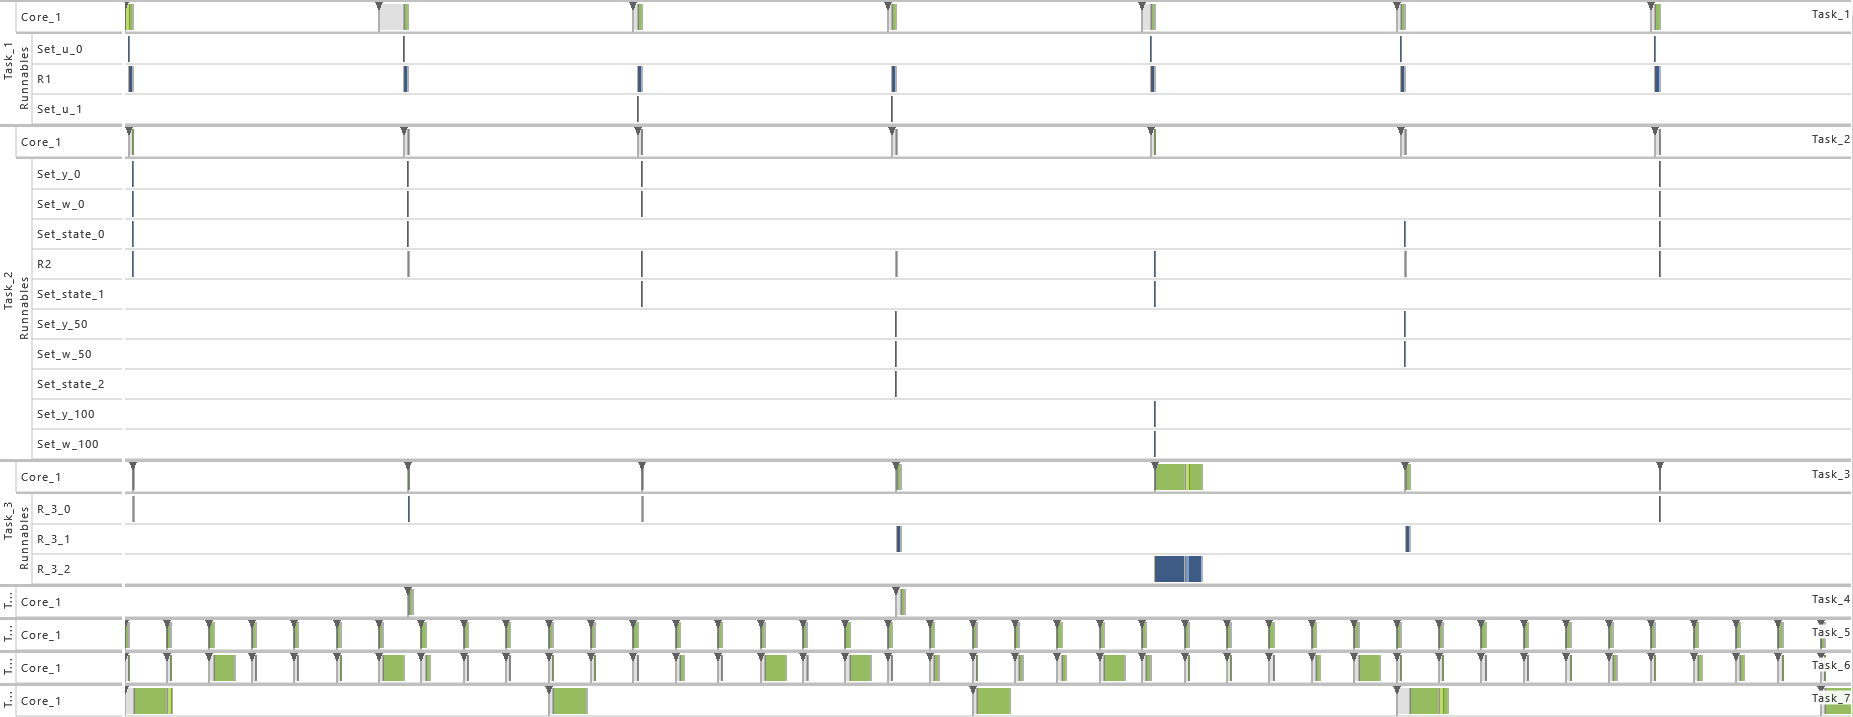 Core_1 Task_1
Task_1
Runnables
Set_u_0
R1
Set_u_1
Core_1 Task_2
Task_2
Runnables
Set_y_0
Set_w_0
Set_state_0
R2
Set_state_1
Set_y_50
Set_w_50
Set_state_2
Set_y_100
Set_w_100
Core_1 Task_3
Task_3
Runnables
R_3_0
R_3_1
R_3_2
T... Core_1 Task_4
T... Core_1 Task_5
T... Core_1 Task_6
T... Core_1 Task_7